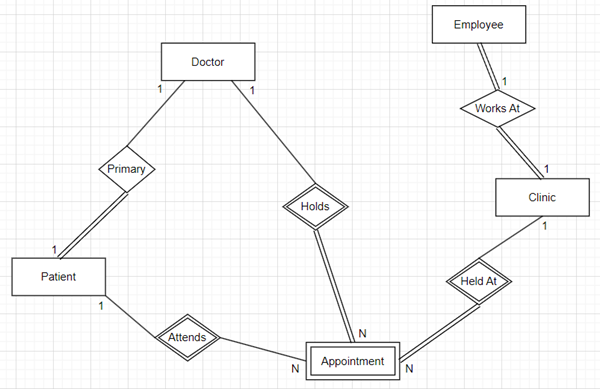 Employee
Doctor
1
1
1
Works At
Primary
1
Clinic
Holds
1
1
Patient
Held At
1
Attends
N
Appointment
N
N